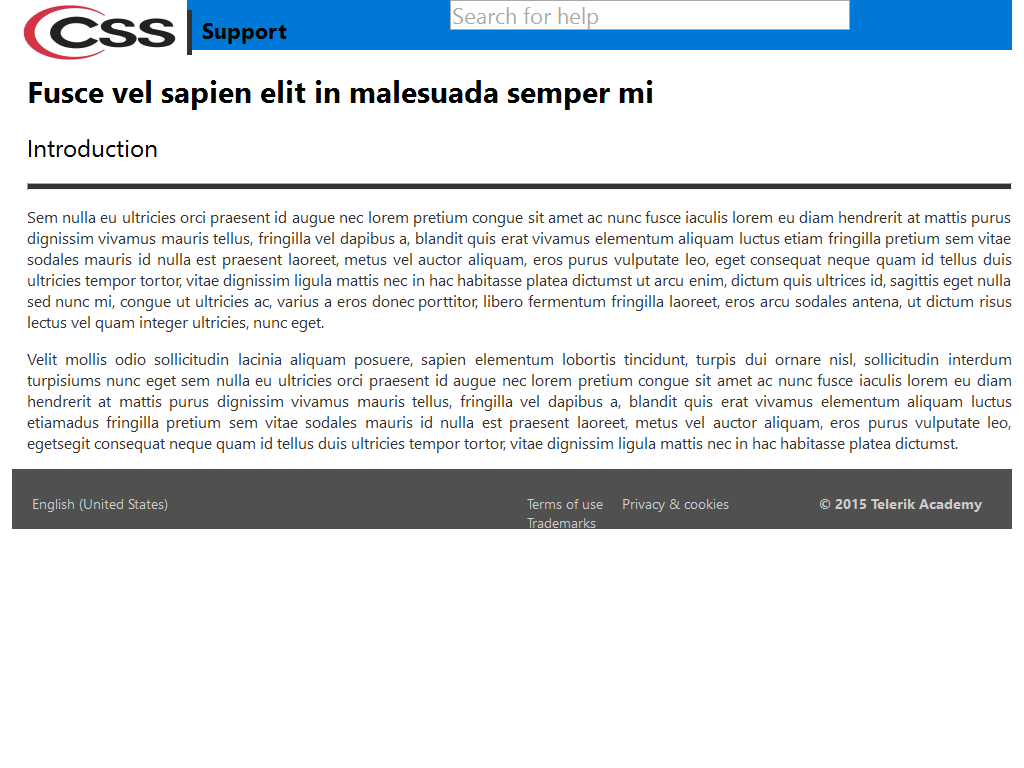 CSS
Support
Search for help
Fusce vel sapien elit in malesuada semper mi
Introduction
Sem nulla eu ultricies orci praesent id augue nec lorem pretium congue sit amet ac nunc fusce iaculis lorem eu diam hendrerit at mattis purus
dignissim vivamus mauris tellus, fringilla vel dapibus a, blandit quis erat vivamus elementum aliquam luctus etiam fringilla pretium sem vitae
sodales mauris id nulla est praesent laoreet, metus vel auctor aliquam, eros purus vulputate leo, eget consequat neque quam id tellus duis
ultricies tempor tortor, vitae dignissim ligula mattis nec in hac habitasse platea dictumst ut arcu enim, dictum quis ultrices id, sagittis eget nulla
sed nunc mi, congue ut ultricies ac, varius a eros donec porttitor, libero fermentum fringilla laoreet, eros arcu sodales antena, ut dictum risus
lectus vel quam integer ultricies, nunc eget.
Velit mollis odio sollicitudin lacinia aliquam posuere, sapien elementum lobortis tincidunt, turpis dui ornare nisl, sollicitudin interdum
turpisiums nunc eget sem nulla eu ultricies orci praesent id augue nec lorem pretium congue sit amet ac nunc fusce iaculis lorem eu diam
hendrerit at mattis purus dignissim vivamus mauris tellus, fringilla vel dapibus a, blandit quis erat vivamus elementum aliquam luctus
etiamadus fringilla pretium sem vitae sodales mauris id nulla est praesent laoreet, metus vel auctor aliquam, eros purus vulputate leo,
egetsegit consequat neque quam id tellus duis ultricies tempor tortor, vitae dignissim ligula mattis nec in hac habitasse platea dictumst.
English (United States)
Terms of use Privacy & cookies
© 2015 Telerik Academy
Trademarks